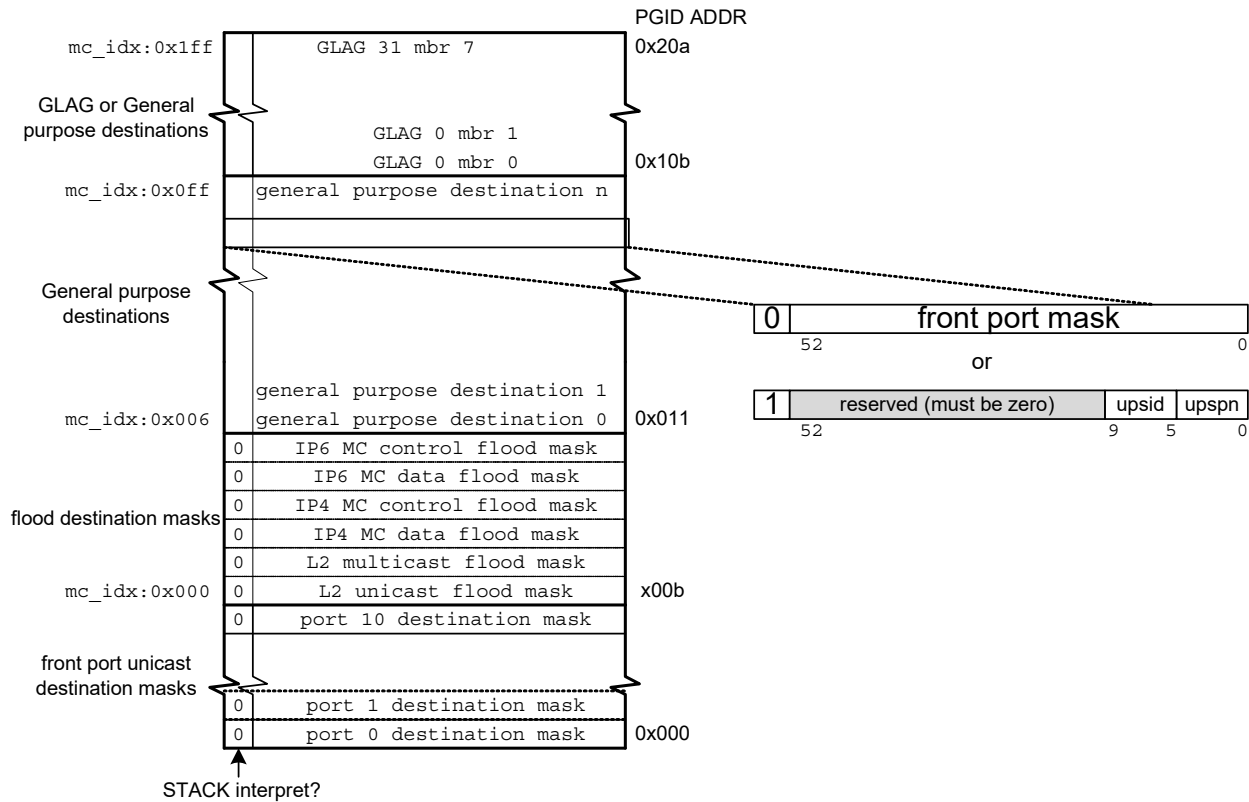 PGID ADDR
mc_idx:0x1ff GLAG 31 mbr 7 0x20a
GLAG or General
purpose destinations
GLAG 0 mbr 1
GLAG 0 mbr 0 0x10b
mc_idx:0x0ff general purpose destination n
General purpose
destinations
0 front port mask
52 0
or
1 reserved (must be zero) upsid upspn
52 9 5 0
general purpose destination 1
mc_idx:0x006 general purpose destination 0 0x011
0 IP6 MC control flood mask
0 IP6 MC data flood mask
0 IP4 MC control flood mask
flood destination masks
0 IP4 MC data flood mask
0 L2 multicast flood mask
mc_idx:0x000 0 L2 unicast flood mask x00b
0 port 10 destination mask
front port unicast
destination masks
0 port 1 destination mask
0 port 0 destination mask 0x000
STACK interpret?